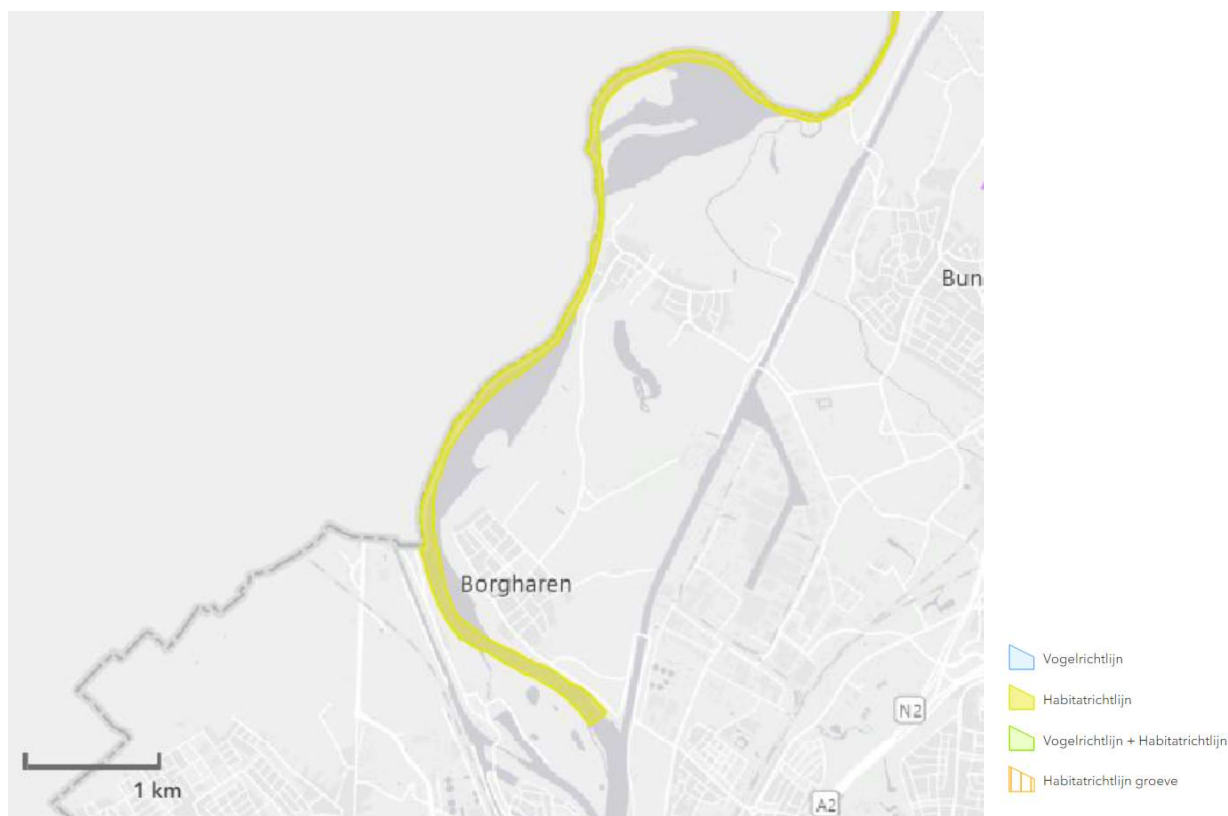 Bun
Borgharen
Vogelrichtlijn
Habitatrichtlijn
N2
Vogelrichtlijn + Habitatrichtlijn
Habitatrichtlijn groeve
1 km
A2